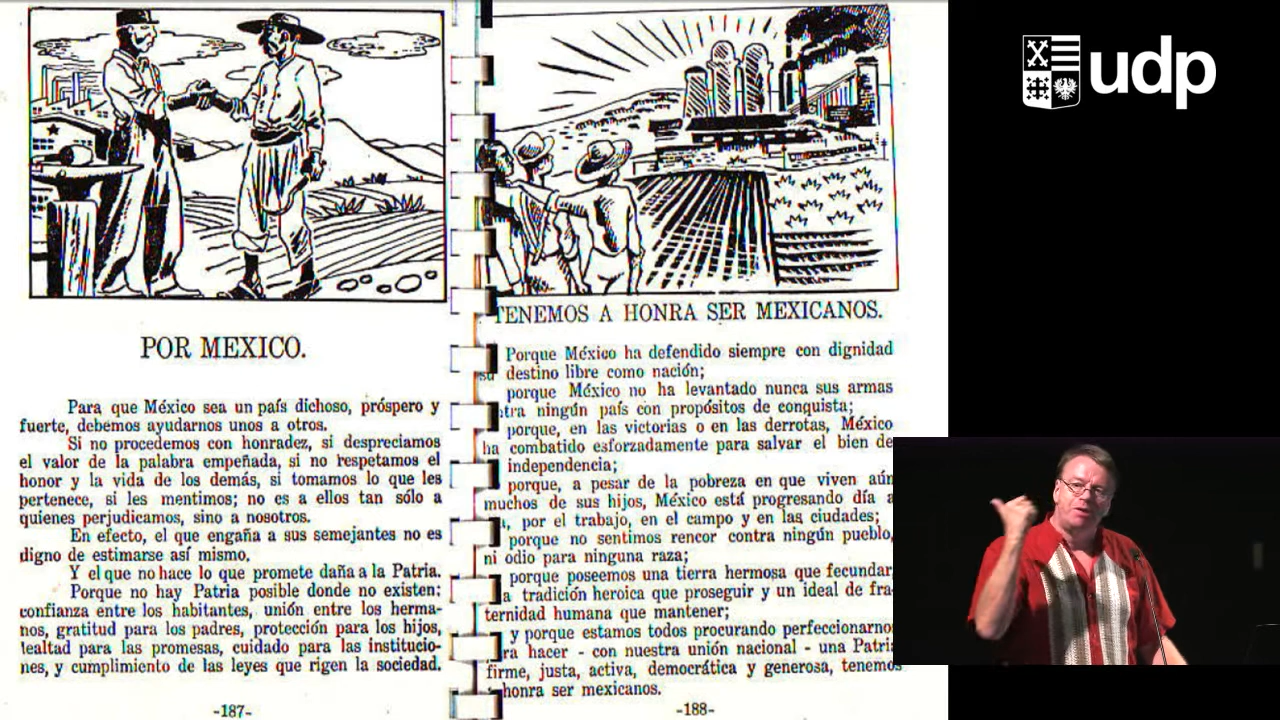 POR MEXICO.
Para que México sea un país dichoso, próspero y
fuerte, debemos ayudarnos unos a otros.
Si no procedemos con honradez, si despreciamos
el valor de la palabra empeñada, si no respetamos el
honor y la vida de los demás, si tomamos lo que les
pertenece, si les mentimos; no es a ellos tan sólo a
quienes perjudicamos, sino a nosotros.
En efecto, el que engaña a sus semejantes no es
digno de estimarse así mismo.
Y el que no hace lo que promete daña a la Patria.
Porque no hay Patria posible donde no existen:
confianza entre los habitantes, unión entre los herma-
nos, gratitud para los padres, protección para los hijos,
lealtad para las promesas, cuidado para las institucio-
nes, y cumplimiento de las leyes que rigen la sociedad.
-187-
TENEMOS A HONRA SER MEXICANOS.
Porque México ha defendido siempre con dignidad
su destino libre como nación;
porque México no ha levantado nunca sus armas
ntra ningún país con propósitos de conquista;
porque, en las victorias o en las derrotas, México
ha combatido esforzadamente para salvar el bien de
independencia;
porque, a pesar de la pobreza en que viven aún
muchos de sus hijos, México está progresando día a
, por el trabajo, en el campo y en las ciudades;
porque no sentimos rencor contra ningún pueblo,
ni odio para ninguna raza;
porque poseemos una tierra hermosa que fecundar,
a tradición heroica que proseguir y un ideal de fra-
ternidad humana que mantener;
y porque estamos todos procurando perfeccionarno
ra hacer - con nuestra unión nacional - una Patri
firme, justa, activa, democrática y generosa, tenemos
honra ser mexicanos.
-188-
udp